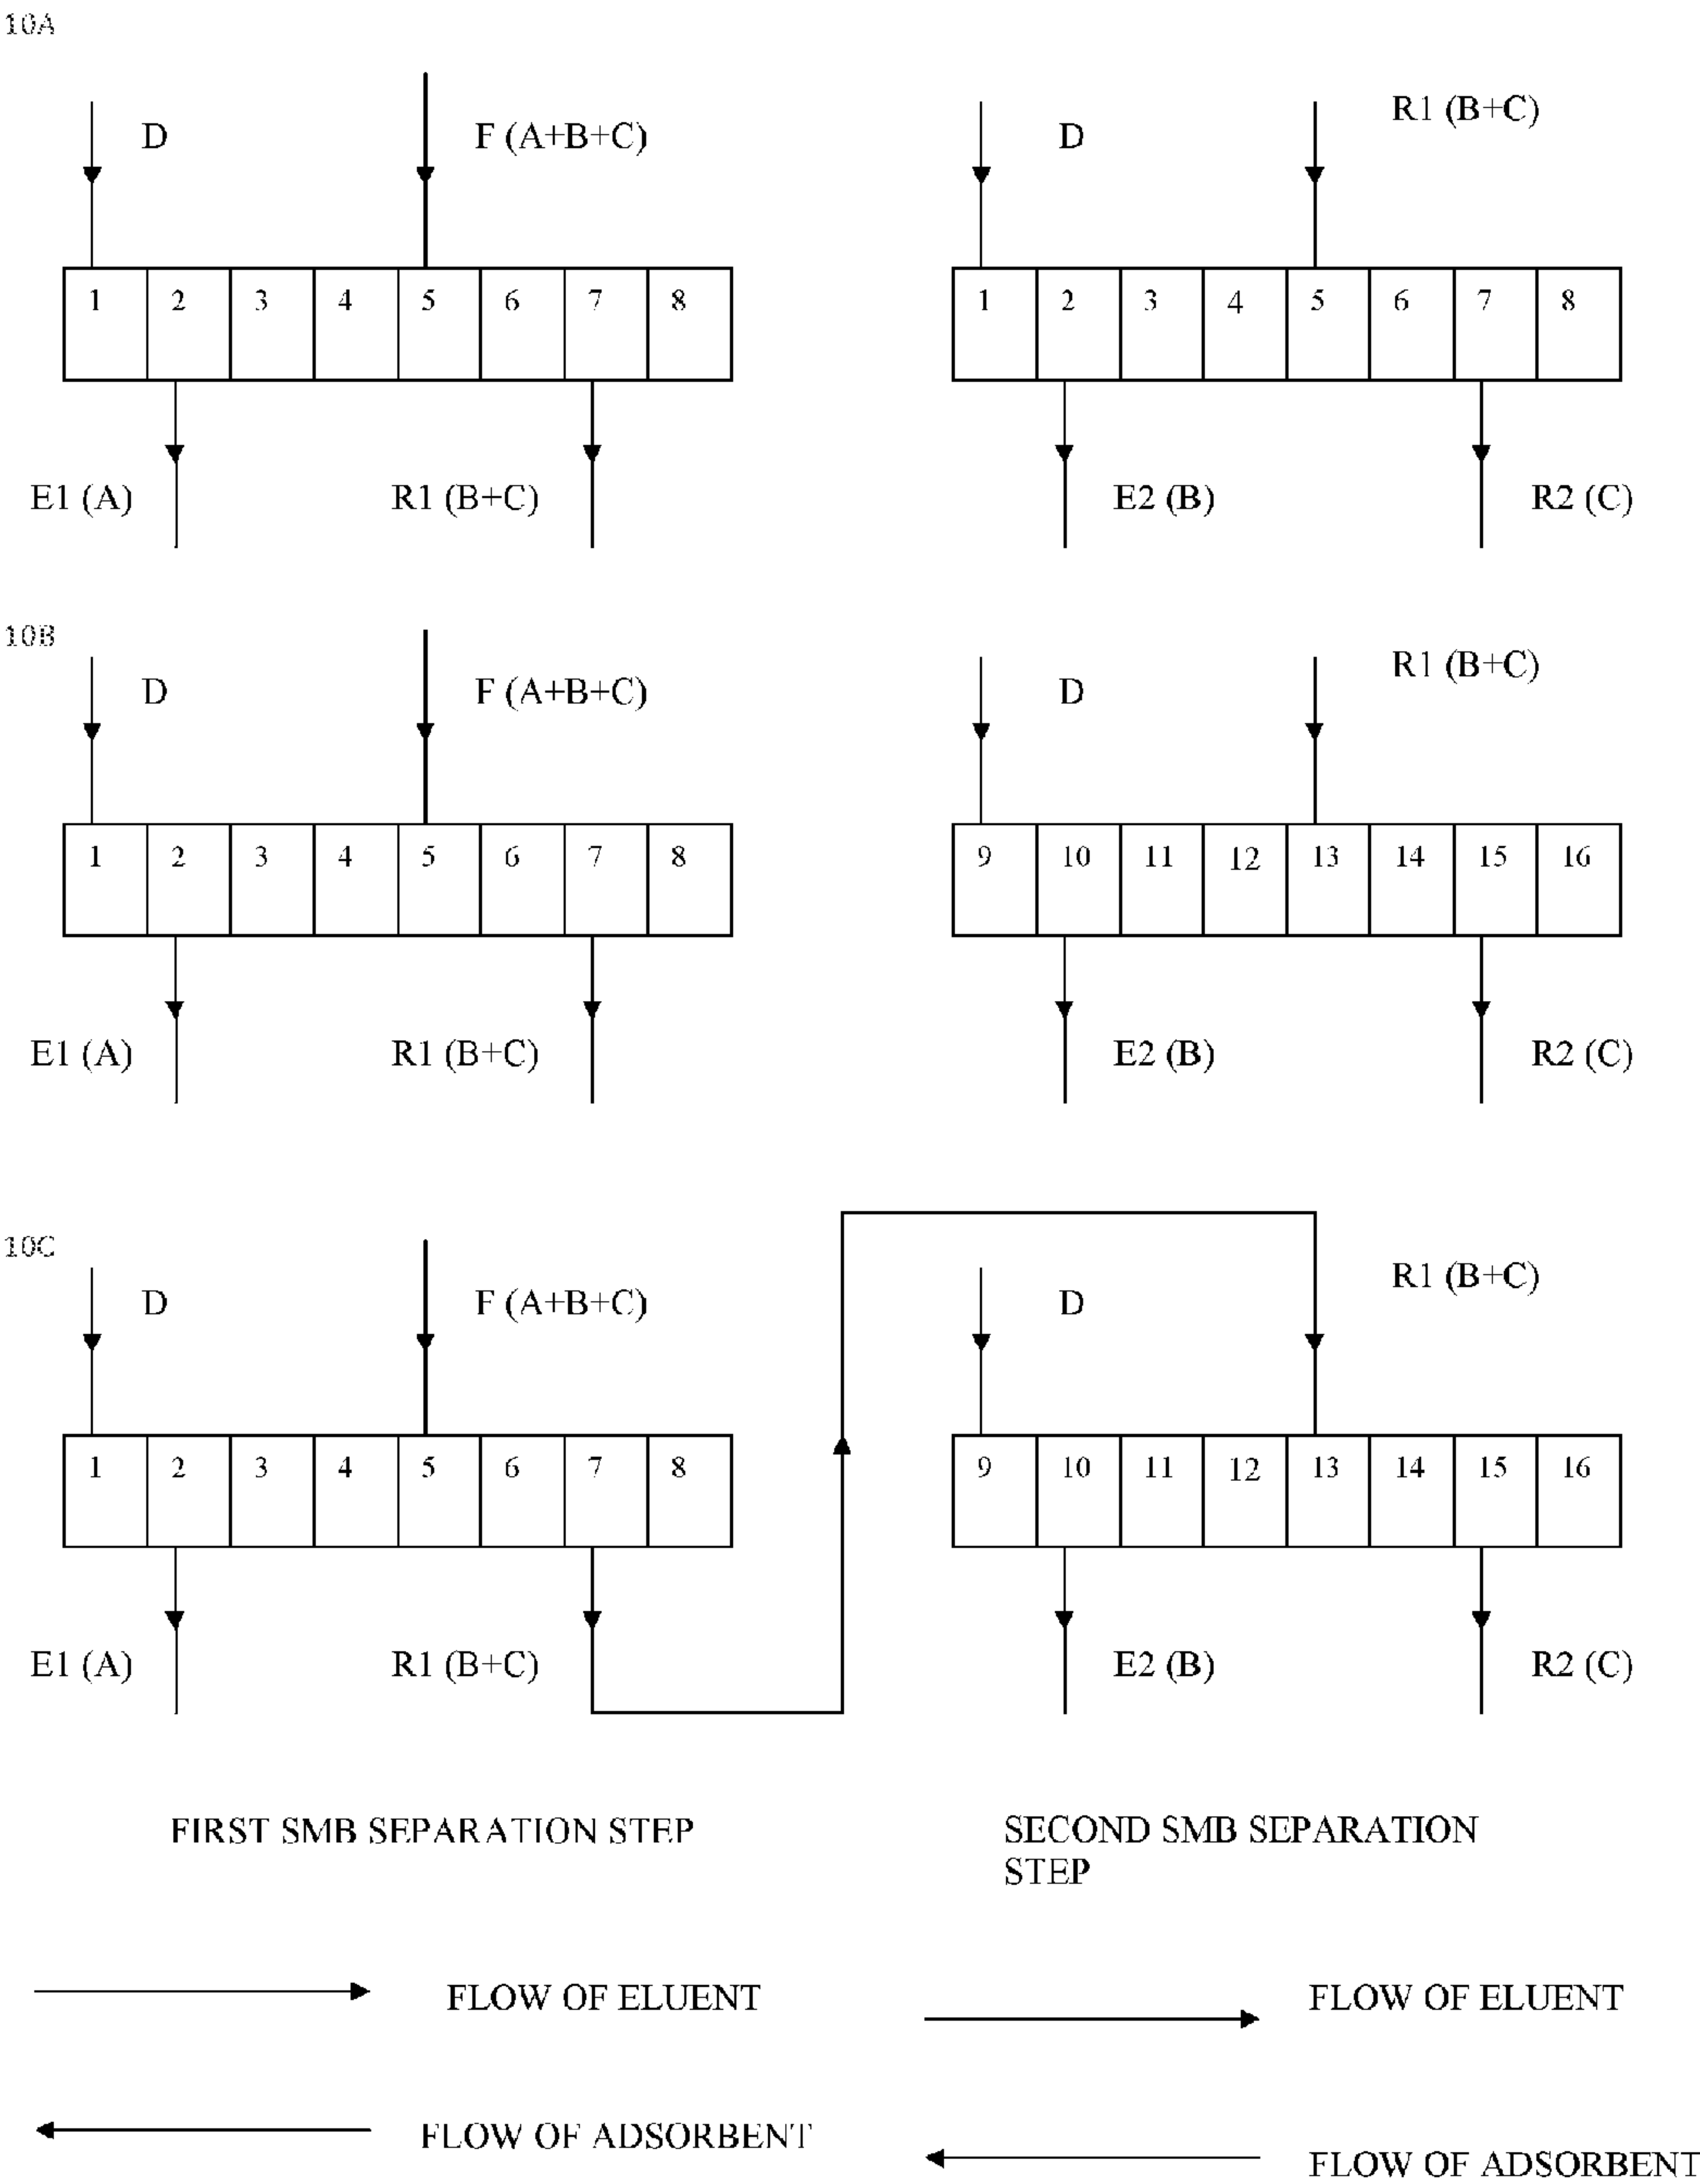 10A
D
F (A+B+C)
D
R1 (B+C)
1 2 3 4 5 6 7 8
1 2 3 4 5 6 7 8
E1 (A)
R1 (B+C)
E2 (B)
R2 (C)
10B
D
F (A+B+C)
D
R1 (B+C)
1 2 3 4 5 6 7 8
9 10 11 12 13 14 15 16
E1 (A)
R1 (B+C)
E2 (B)
R2 (C)
10C
D
F (A+B+C)
D
R1 (B+C)
1 2 3 4 5 6 7 8
9 10 11 12 13 14 15 16
E1 (A)
R1 (B+C)
E2 (B)
R2 (C)
FIRST SMB SEPARATION STEP
SECOND SMB SEPARATION
STEP
FLOW OF ELUENT
FLOW OF ELUENT
FLOW OF ADSORBENT
FLOW OF ADSORBENT